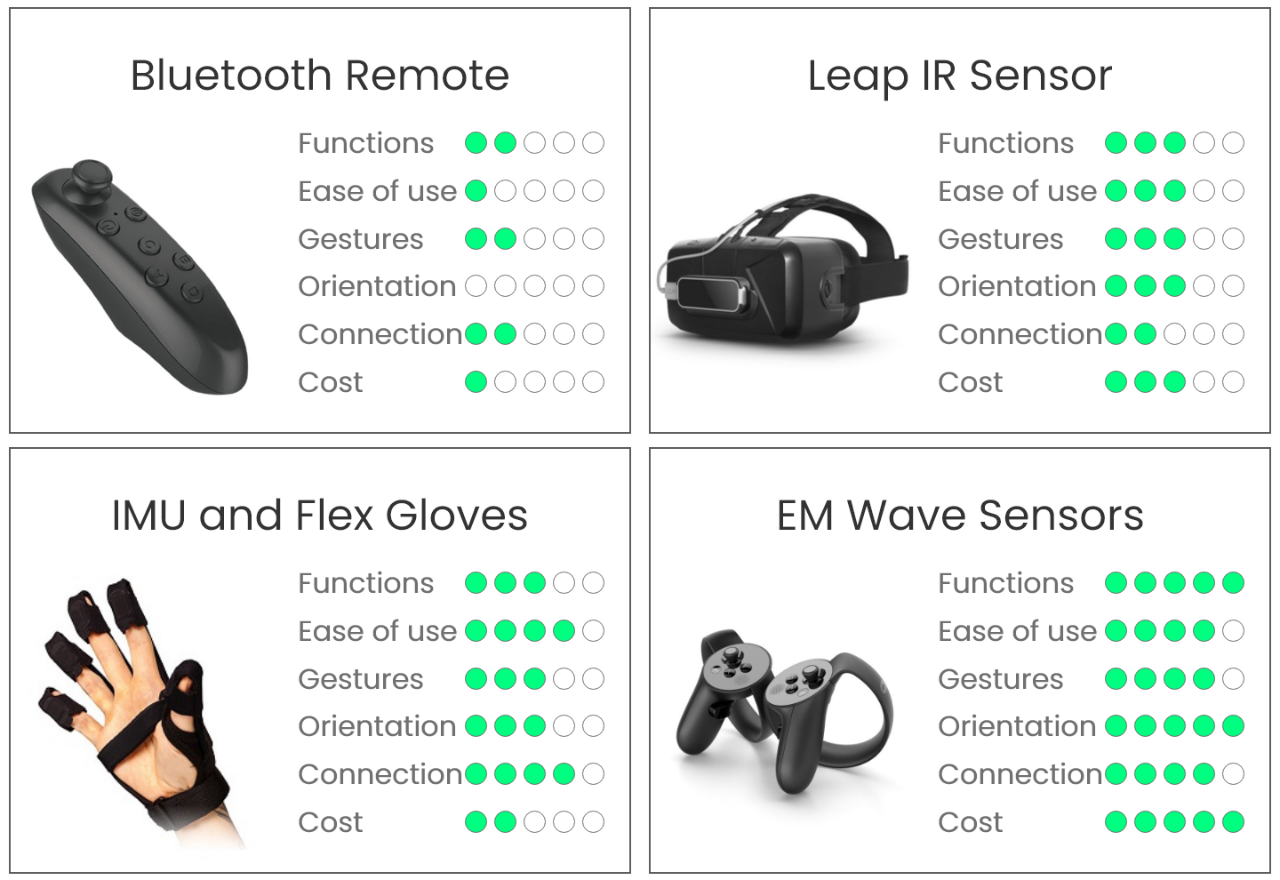 Bluetooth Remote
Functions
Ease of use
Gestures
Orientation
Connection
Cost
Leap IR Sensor
Functions
Ease of use
Gestures
Orientation
Connection
Cost
IMU and Flex Gloves
Functions
Ease of use
Gestures
Orientation
Connection
Cost
EM Wave Sensors
Functions
Ease of use
Gestures
Orientation
Connection
Cost